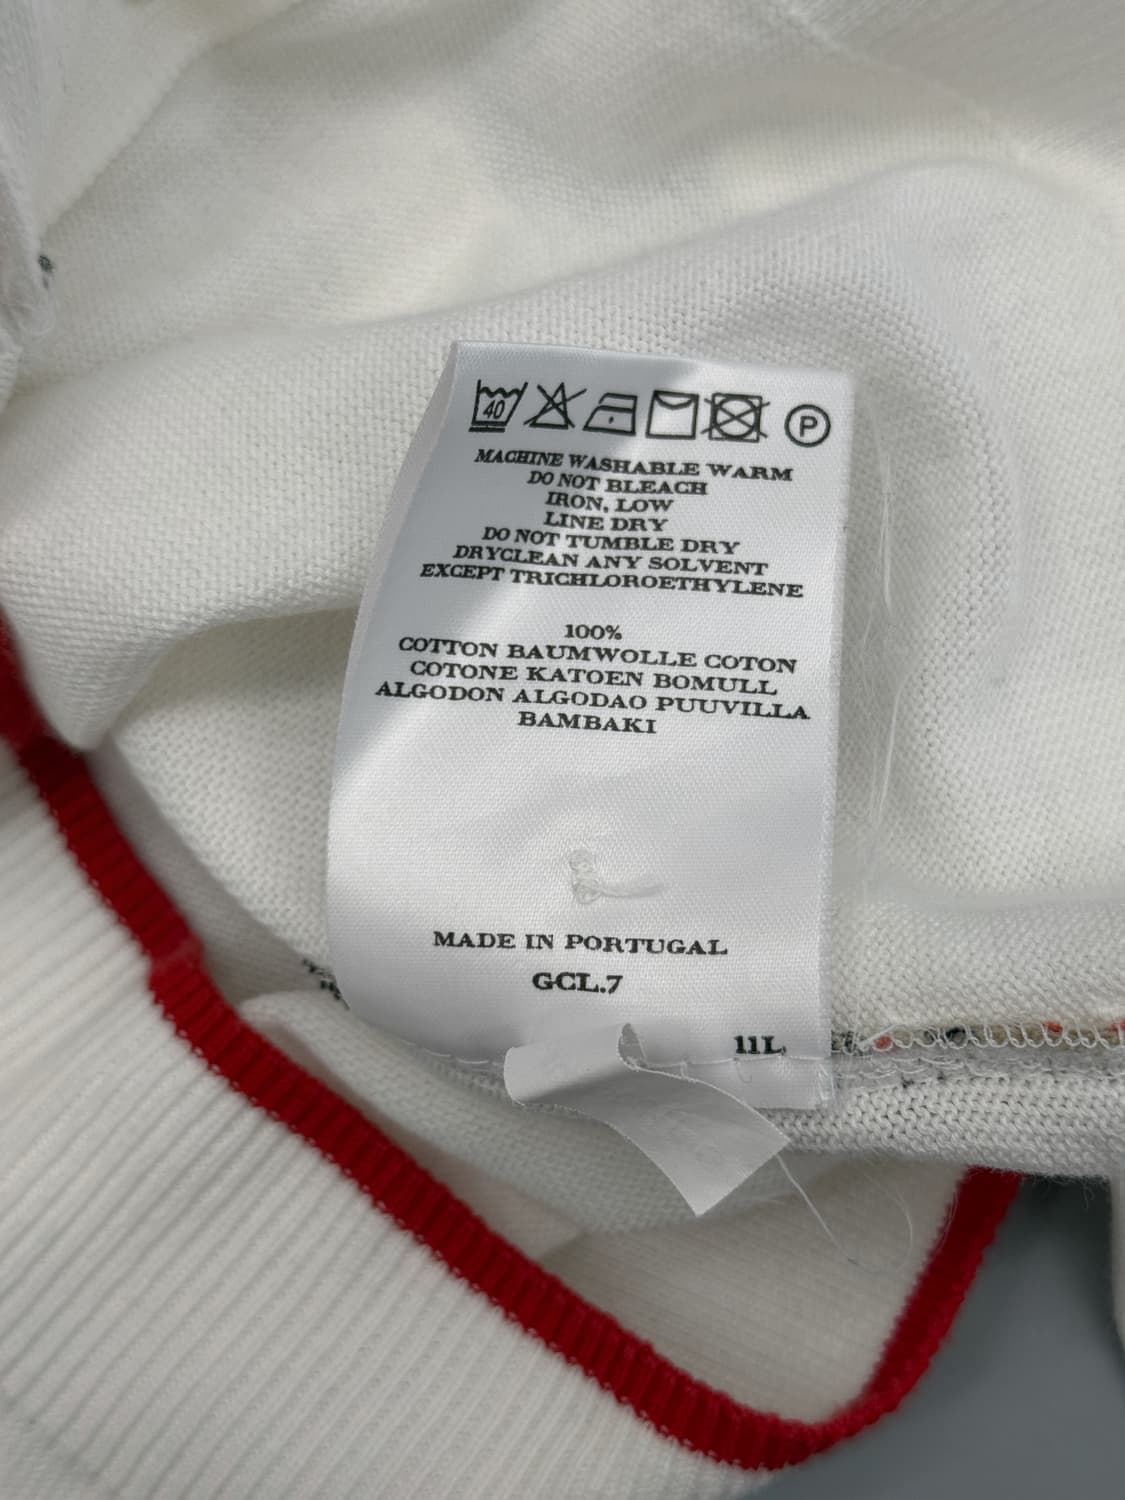 40 P
MACHINE WASHABLE WARM
DO NOT BLEACH
IRON, LOW
LINE DRY
DO NOT TUMBLE DRY
DRYCLEAN ANY SOLVENT
EXCEPT TRICHLOROETHYLENE
100%
COTTON BAUMWOLLE COTON
COTONE KATOEN BOMULL
ALGODON ALGODAO PUUVILLA
BAMBAKI
MADE IN PORTUGAL
GCL.7
11L